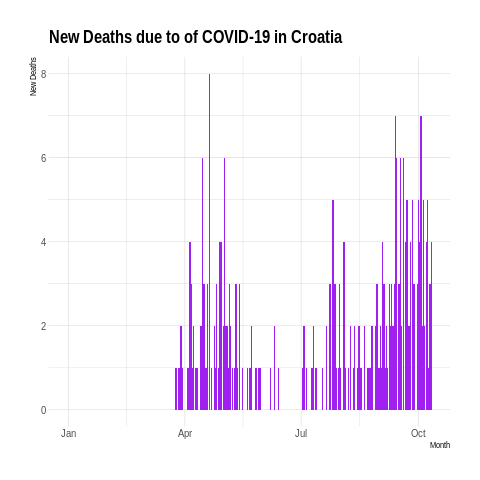 New Deaths due to of COVID-19 in Croatia
New Deaths
8
6
4
2
0
Jan Apr Jul Oct
Month